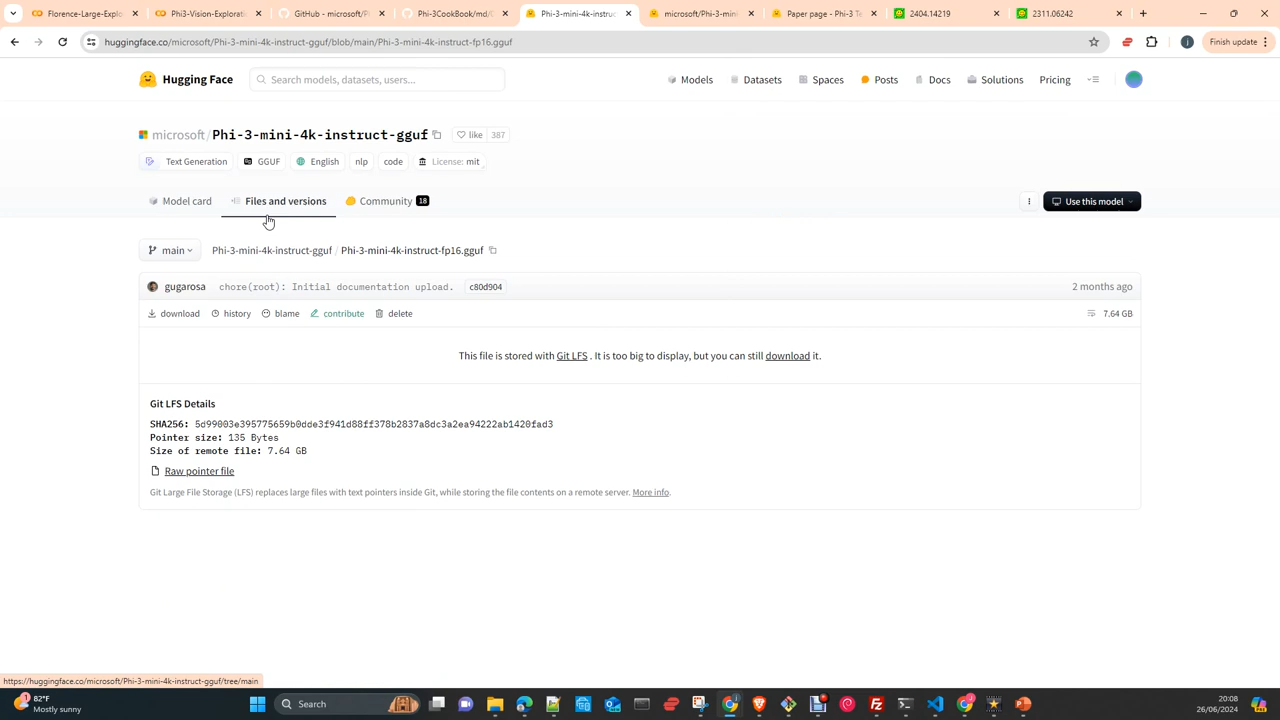 Florence-Large-Explo
Phi3-Vision-Exploratio
GitHub - microsoft/P
Phi-3CookBook/md/0
Phi-3-mini-4k-instruc
microsoft/Phi-3-mini
Paper page - Phi-3 Te
2404.14219
2311.06242
huggingface.co/microsoft/Phi-3-mini-4k-instruct-gguf/blob/main/Phi-3-mini-4k-instruct-fp16.gguf
j
Finish update
Hugging Face
Search models, datasets, users...
Models
Datasets
Spaces
Posts
Docs
Solutions
Pricing
microsoft/Phi-3-mini-4k-instruct-gguf
like 387
Text Generation
GGUF
English
nlp
code
License: mit
Model card
Files and versions
Community 18
Use this model
main
Phi-3-mini-4k-instruct-gguf / Phi-3-mini-4k-instruct-fp16.gguf
gugarosa chore(root): Initial documentation upload. c80d904 2 months ago
download history blame contribute delete 7.64 GB
This file is stored with Git LFS . It is too big to display, but you can still download it.
Git LFS Details
SHA256: 5d99003e395775659b0dde3f941d88ff378b2837a8dc3a2ea94222ab1420fad3
Pointer size: 135 Bytes
Size of remote file: 7.64 GB
Raw pointer file
Git Large File Storage (LFS) replaces large files with text pointers inside Git, while storing the file contents on a remote server. More info.
https://huggingface.co/microsoft/Phi-3-mini-4k-instruct-gguf/tree/main
1
82°F
Mostly sunny
Search
20:08
26/06/2024